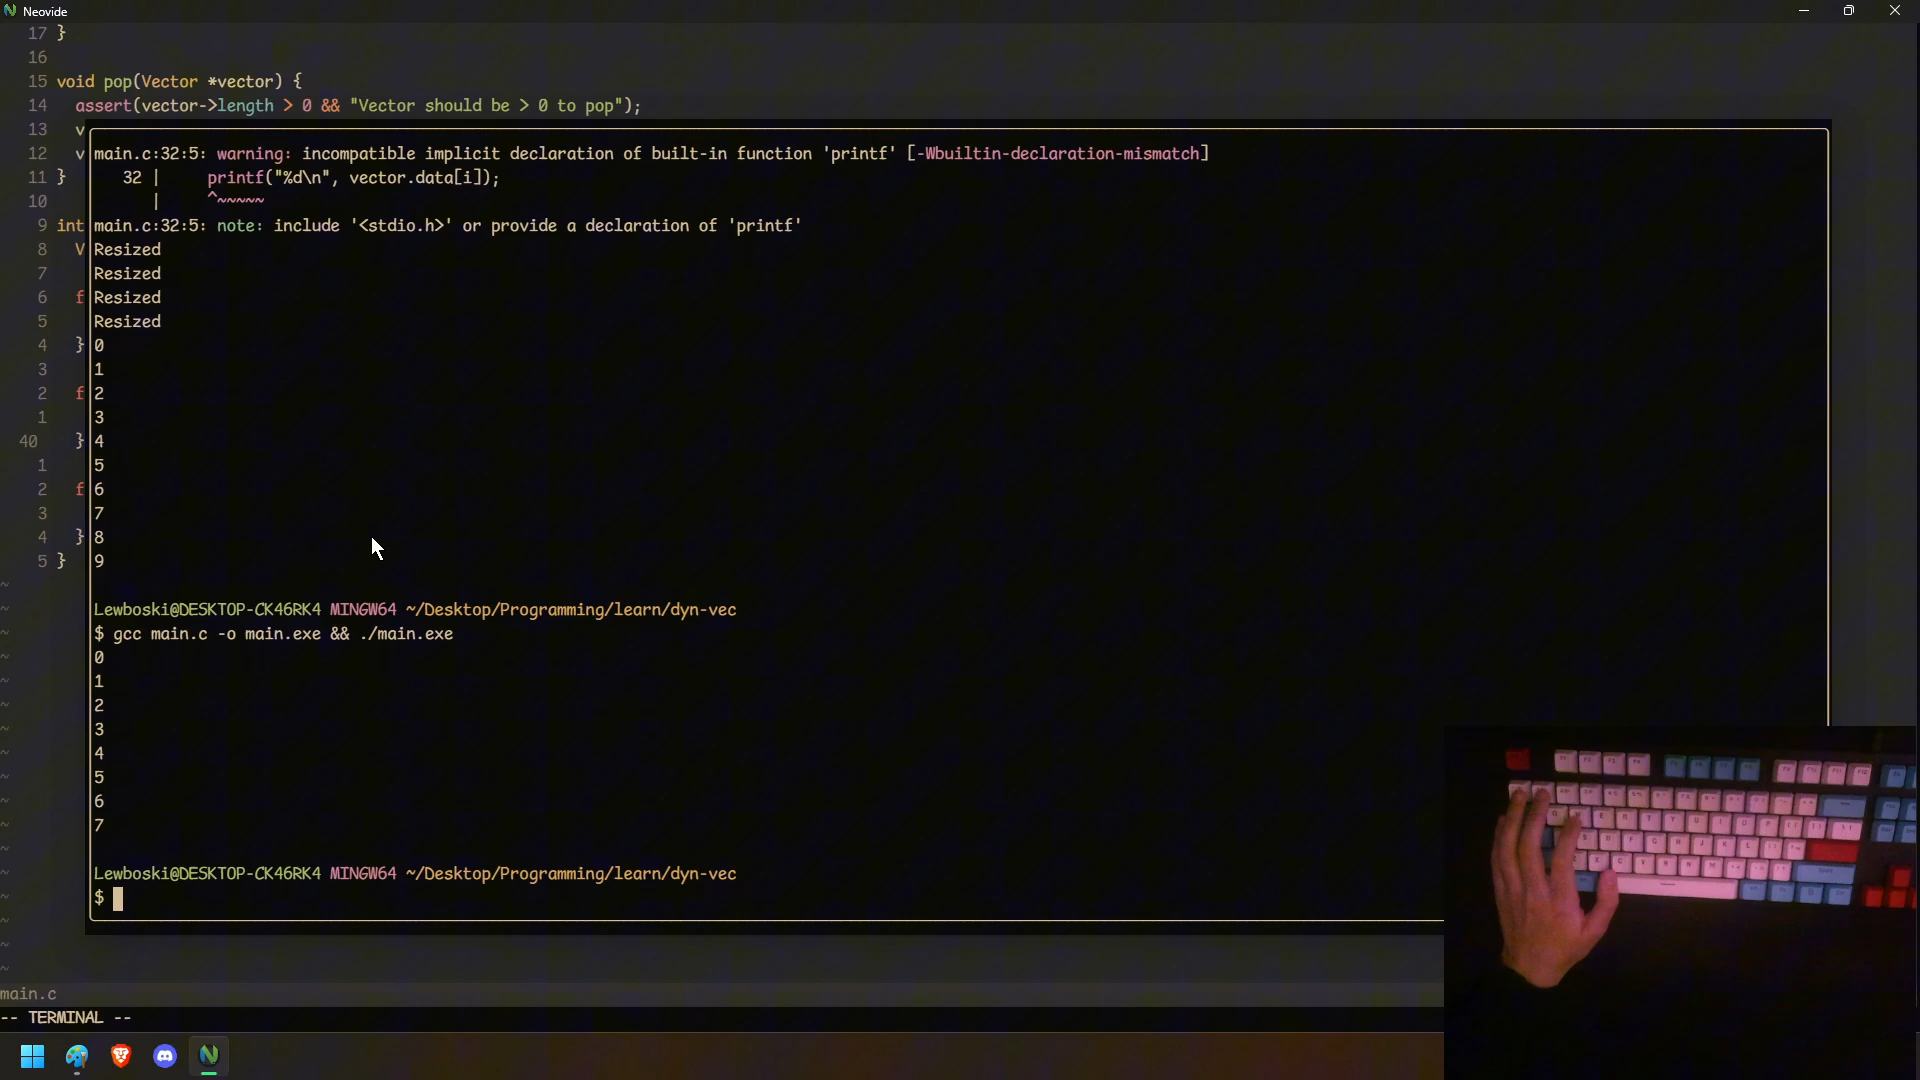 Neovide
17 }
16
15 void pop(Vector *vector) {
14 assert(vector->length > 0 && "Vector should be > 0 to pop");
13 v
12 v main.c:32:5: warning: incompatible implicit declaration of built-in function 'printf' [-Wbuiltin-declaration-mismatch]
11 } 32 | printf("%d\n", vector.data[i]);
10 | ^~~~~~
9 int main.c:32:5: note: include '<stdio.h>' or provide a declaration of 'printf'
8 V Resized
7 Resized
6 f Resized
5 Resized
4 } 0
3 1
2 f 2
1 3
40 } 4
1 5
2 f 6
3 7
4 } 8
5 } 9
~
~ Lewboski@DESKTOP-CK46RK4 MINGW64 ~/Desktop/Programming/learn/dyn-vec
~ $ gcc main.c -o main.exe && ./main.exe
~ 0
~ 1
~ 2
~ 3
~ 4
~ 5
~ 6
~ 7
~
~ Lewboski@DESKTOP-CK46RK4 MINGW64 ~/Desktop/Programming/learn/dyn-vec
~ $
~
~
~
main.c
-- TERMINAL --